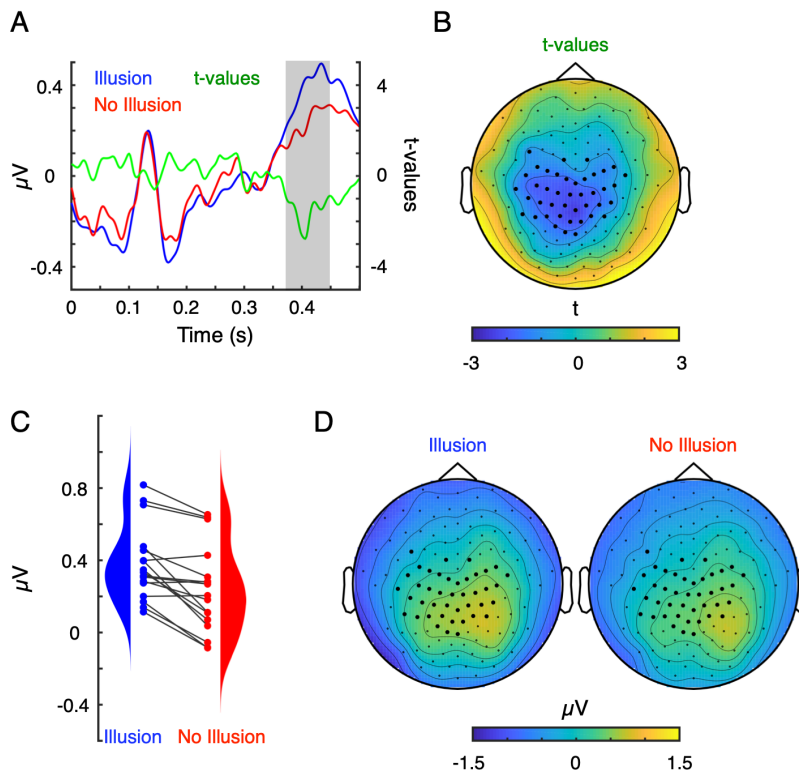 A
Illusion
No Illusion
t-values
0.4
0
-0.4
µV
4
0
-4
t-values
0
0.1
0.2
0.3
0.4
Time (s)
B
t-values
t
-3
0
3
C
0.8
0.4
0
-0.4
µV
Illusion
No Illusion
D
Illusion
No Illusion
µV
-1.5
0
1.5